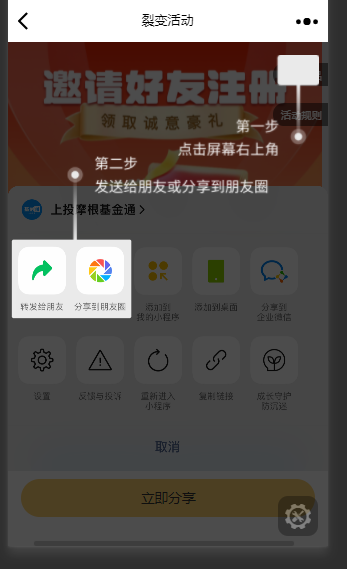 裂变活动
邀请好友注册
领取诚意豪礼
活动规则
第一步
点击屏幕右上角
第二步
发送给朋友或分享到朋友圈
上投摩根基金通
转发给朋友
分享到朋友圈
添加到
我的小程序
添加到桌面
分享到
企业微信
设置
反馈与投诉
重新进入
小程序
复制链接
成长守护
防沉迷
取消
立即分享